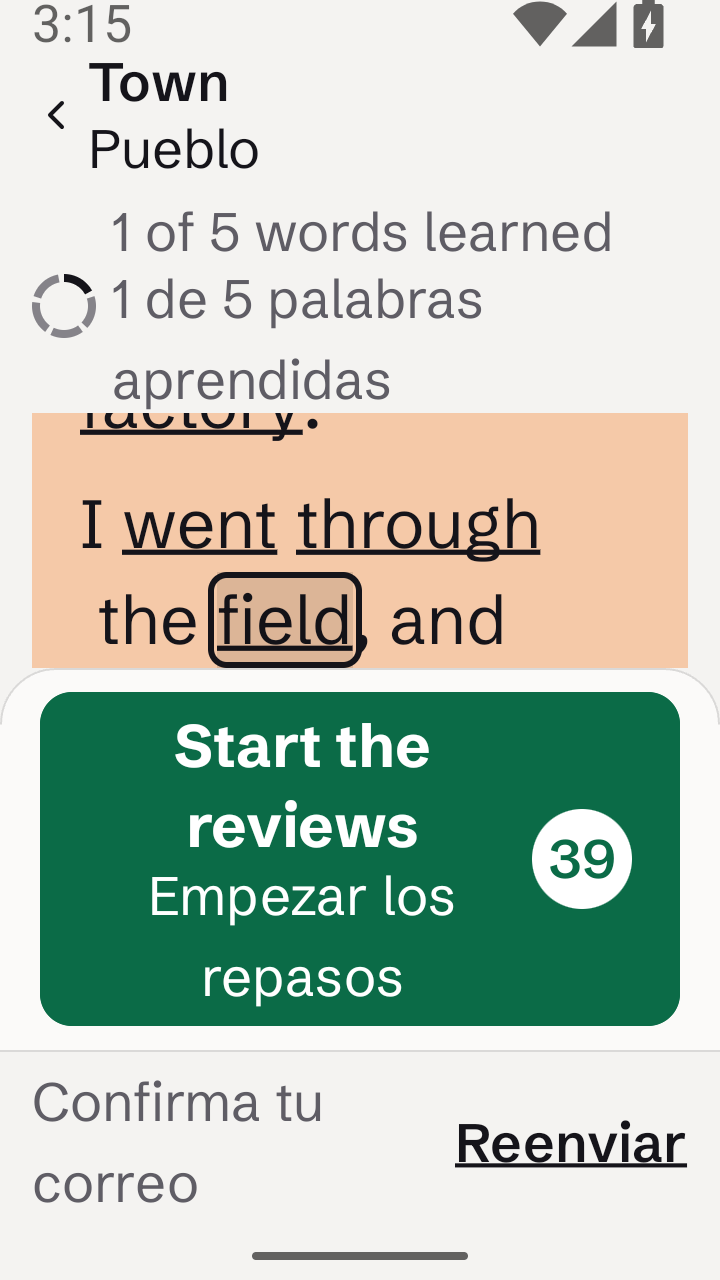 3:15
Town
Pueblo
1 of 5 words learned
1 de 5 palabras
aprendidas
factory.
I went through
the field, and
Start the
reviews
39
Empezar los
repasos
Confirma tu
correo
Reenviar